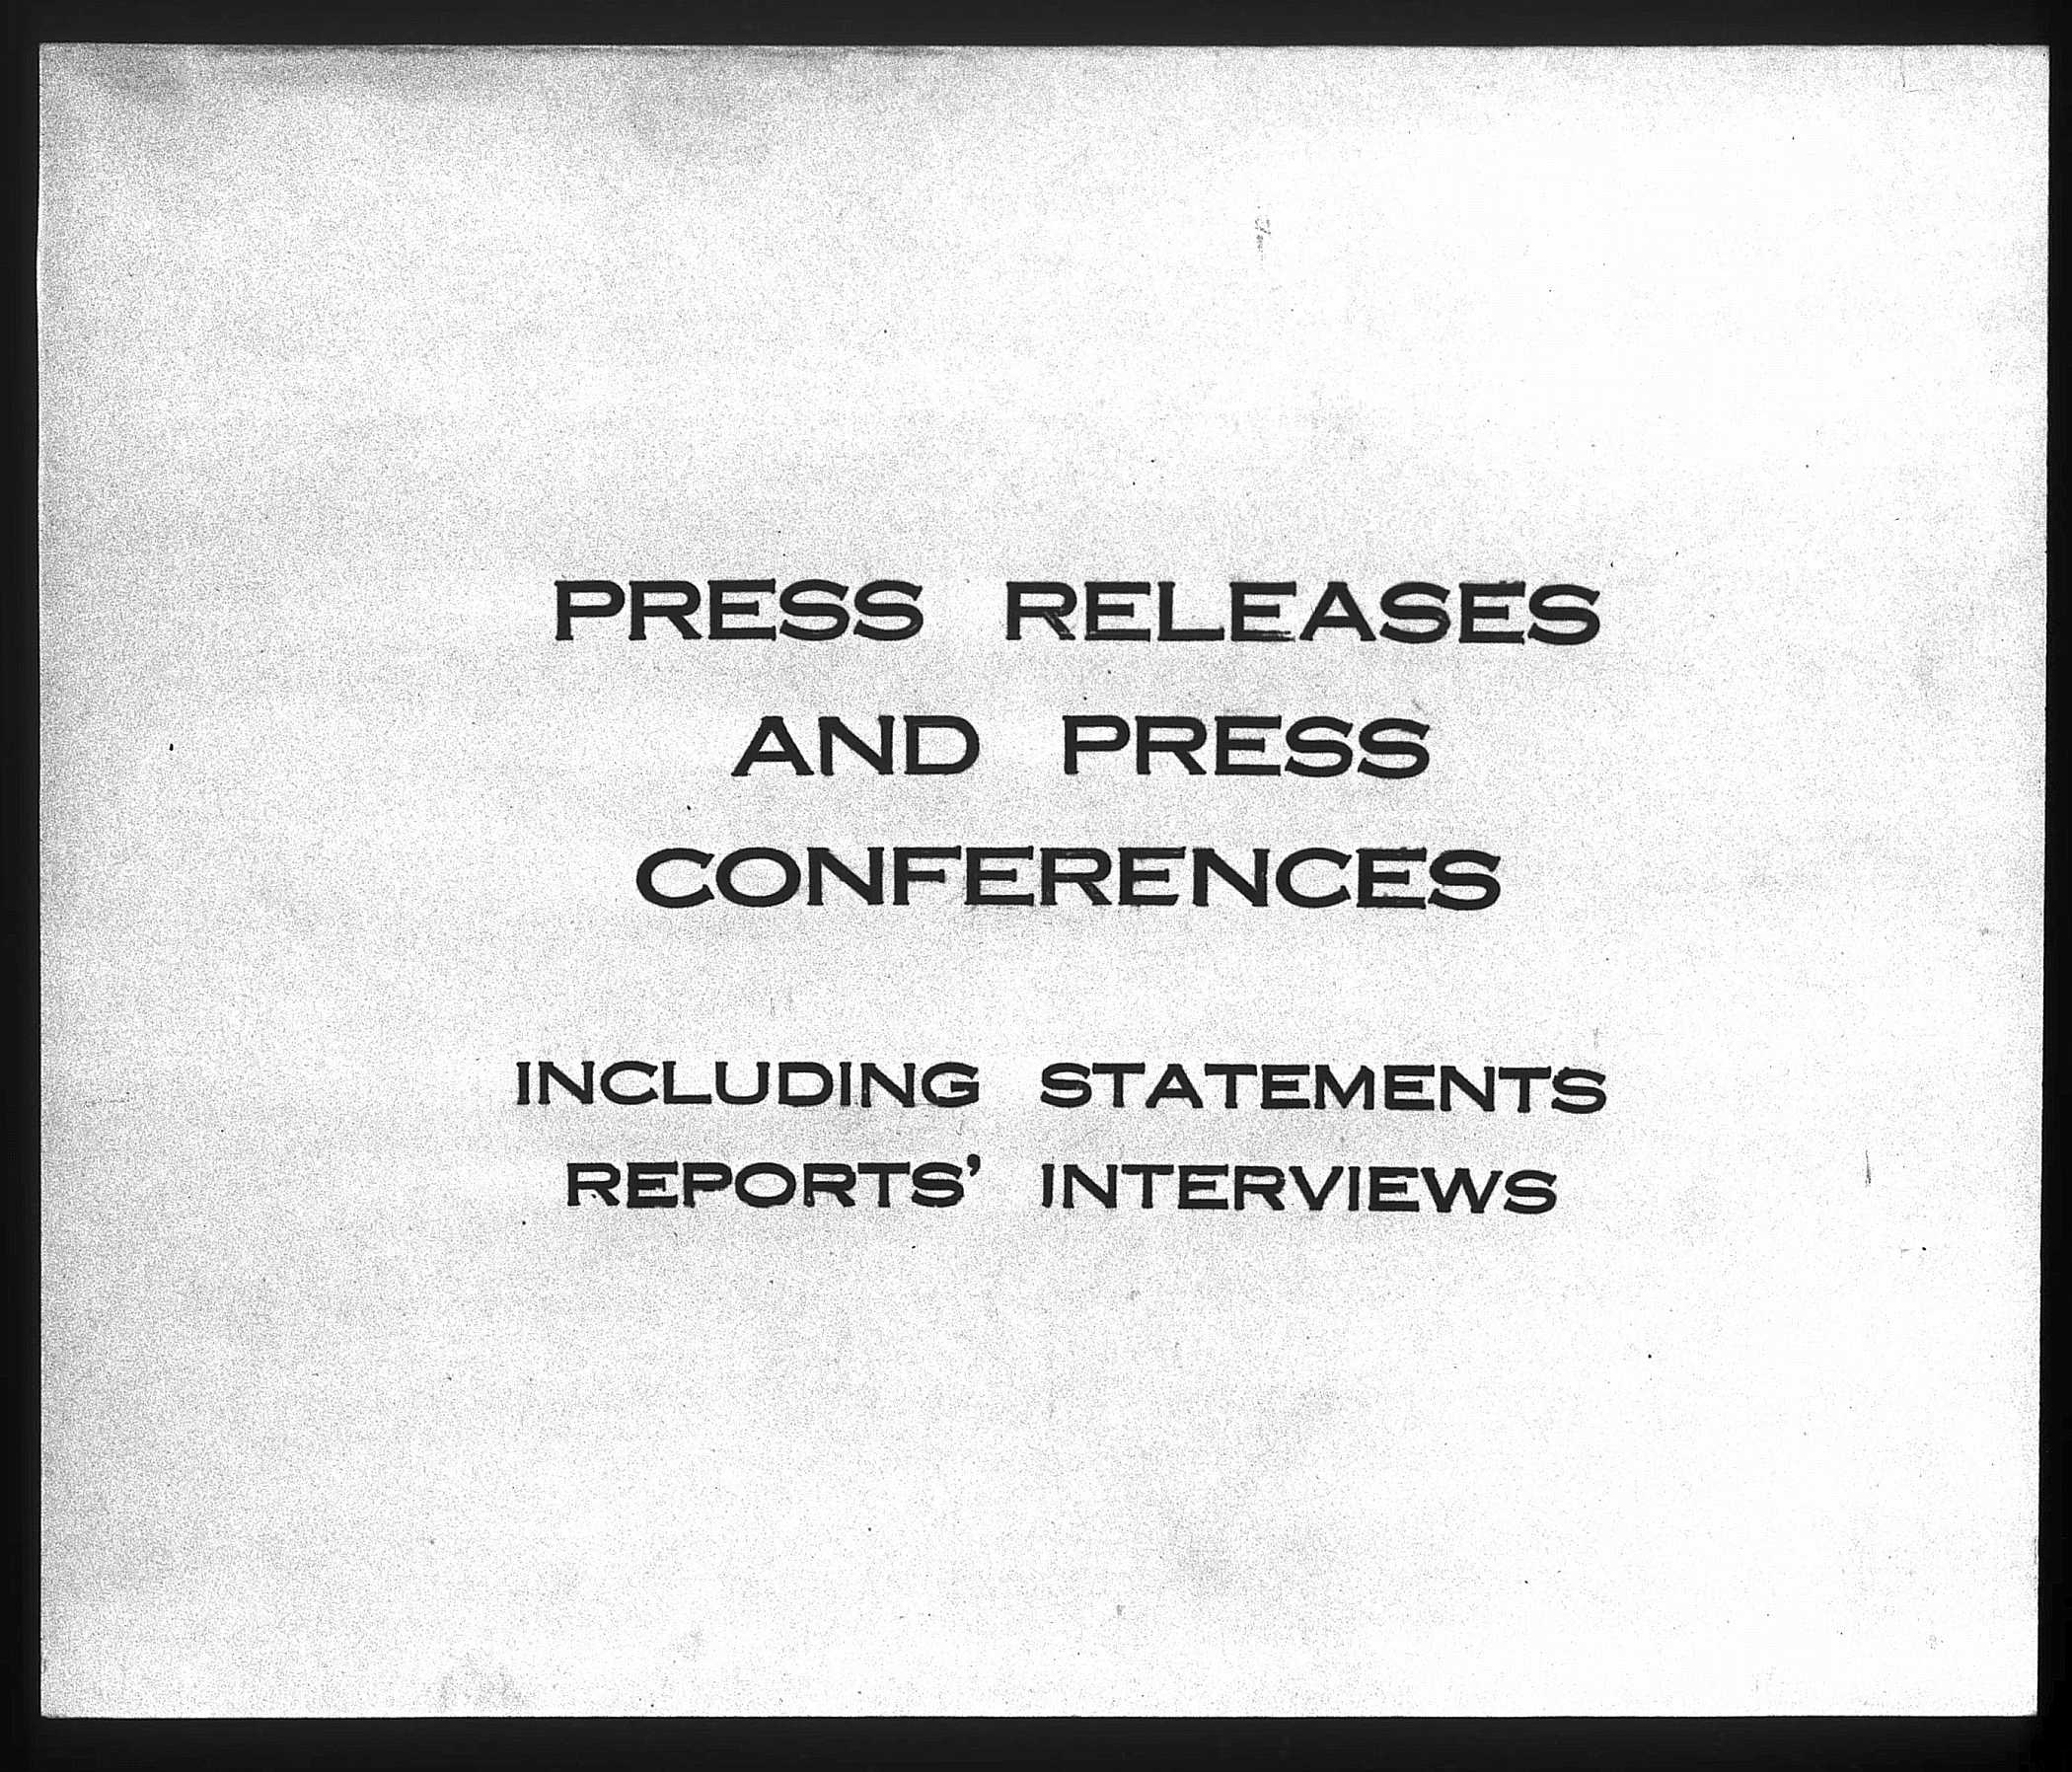 PRESS RELEASES
AND PRESS
CONFERENCES
INCLUDING STATEMENTS
REPORTS' INTERVIEWS